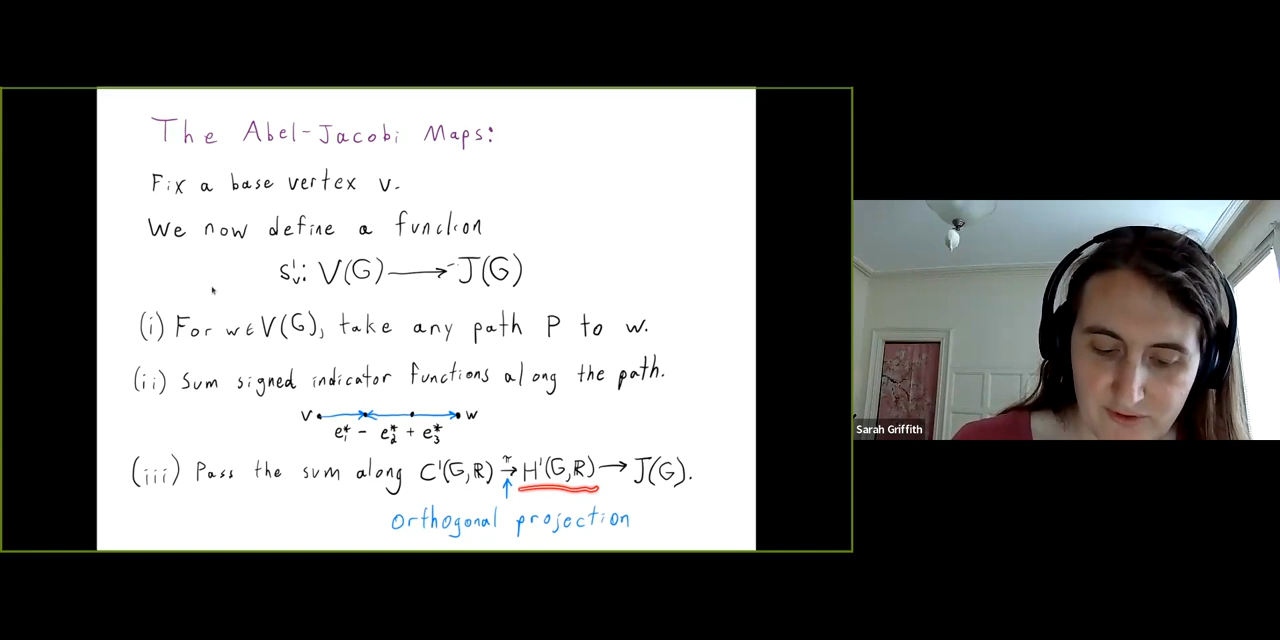 The Abel-Jacobi Maps:
Fix a base vertex v.
We now define a function
S¹ᵥ: V(G) → J(G)
(i) For w ∈ V(G), take any path P to w.
(ii) Sum signed indicator functions along the path.
v w
e₁* - e₂* + e₃*
(iii) Pass the sum along C¹(G,ℝ) →^π H¹(G,ℝ) → J(G).
Orthogonal projection
Sarah Griffith